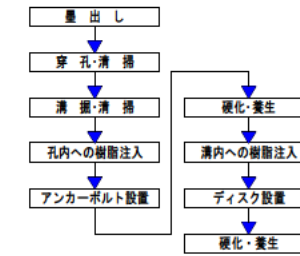 墨出し
穿孔・清掃
溝掘・清掃
孔内への樹脂注入
アンカーボルト設置
硬化・養生
溝内への樹脂注入
ディスク設置
硬化・養生